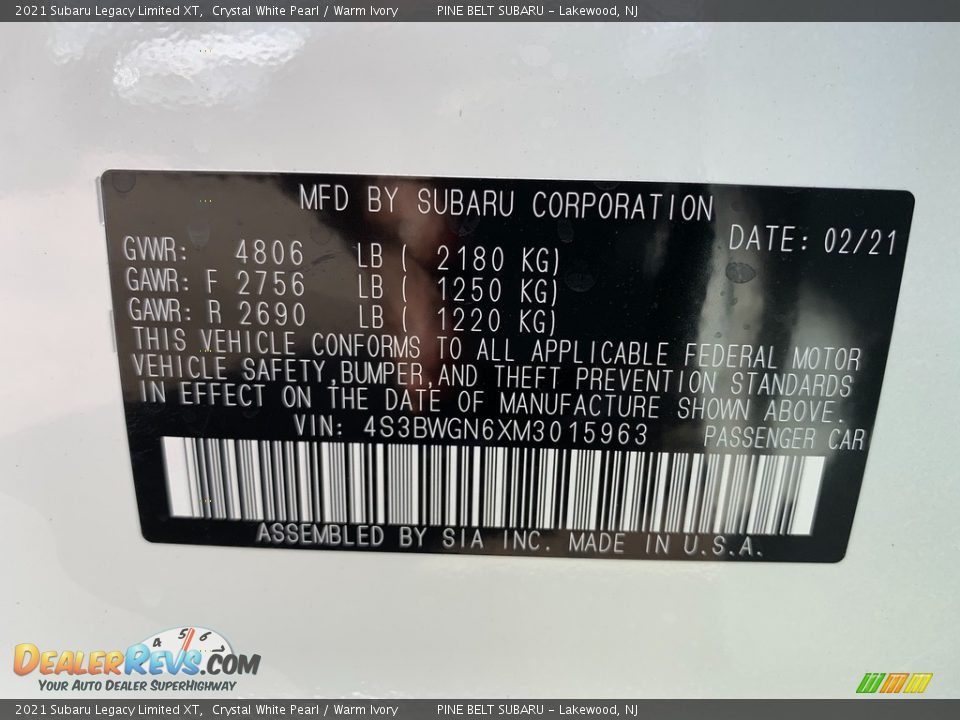 2021 Subaru Legacy Limited XT, Crystal White Pearl / Warm Ivory PINE BELT SUBARU - Lakewood, NJ
MFD BY SUBARU CORPORATION
DATE: 02/21
GVWR: 4806 LB ( 2180 KG)
GAWR: F 2756 LB ( 1250 KG)
GAWR: R 2690 LB ( 1220 KG)
THIS VEHICLE CONFORMS TO ALL APPLICABLE FEDERAL MOTOR
VEHICLE SAFETY,BUMPER,AND THEFT PREVENTION STANDARDS
IN EFFECT ON THE DATE OF MANUFACTURE SHOWN ABOVE.
VIN: 4S3BWGN6XM3015963 PASSENGER CAR
ASSEMBLED BY SIA INC. MADE IN U.S.A.
4 5 6 7
DEALERREVS.COM
YOUR AUTO DEALER SUPERHIGHWAY
2021 Subaru Legacy Limited XT, Crystal White Pearl / Warm Ivory PINE BELT SUBARU - Lakewood, NJ